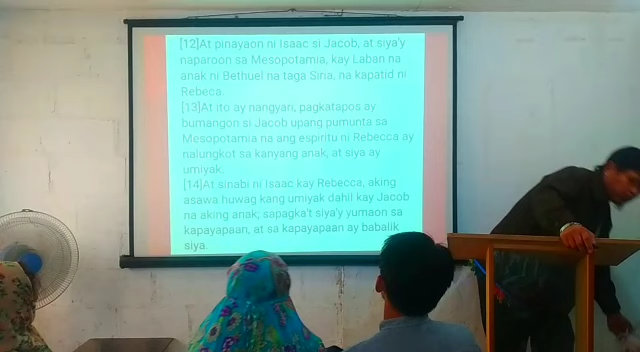 [12]At pinayaon ni Isaac si Jacob, at siya'y
naparoon sa Mesopotamia, kay Laban na
anak ni Bethuel na taga Siria, na kapatid ni
Rebeca.
[13]At ito ay nangyari, pagkatapos ay
bumangon si Jacob upang pumunta sa
Mesopotamia na ang espiritu ni Rebecca ay
nalungkot sa kanyang anak, at siya ay
umiyak.
[14]At sinabi ni Isaac kay Rebecca, aking
asawa huwag kang umiyak dahil kay Jacob
na aking anak; sapagka't siya'y yumaon sa
kapayapaan, at sa kapayapaan ay babalik
siya.